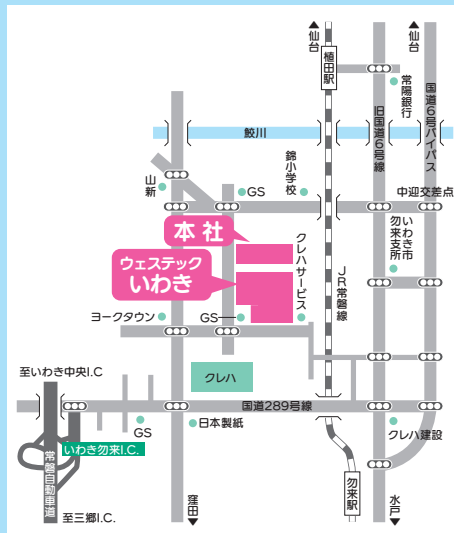 ▲仙台
▲仙台
植田駅
常陽銀行
国道6号バイパス
旧国道6号線
鮫川
錦小学校
山新
GS
中迎交差点
本社
ウェステック
いわき
クレハサービス
JR常磐線
いわき市
勿来支所
ヨークタウン
GS
クレハ
至いわき中央I.C
国道289号線
GS
日本製紙
クレハ建設
いわき勿来I.C.
常磐自動車道
勿来駅
至三郷I.C.
窪田▼
水戸▼